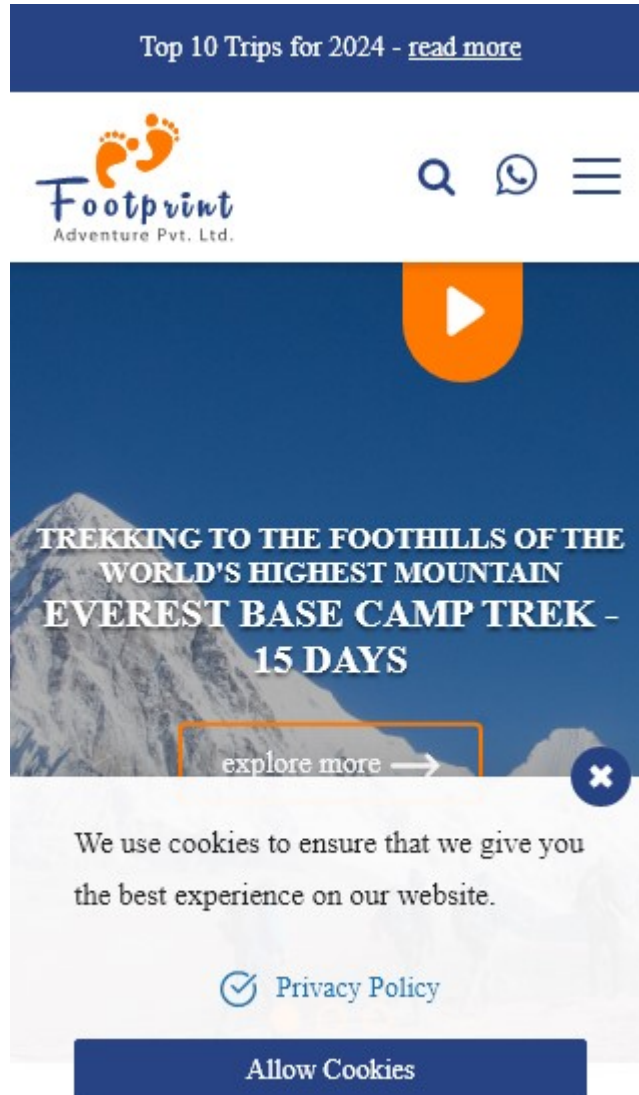 Top 10 Trips for 2024 - read more
Footprint
Adventure Pvt. Ltd.
TREKKING TO THE FOOTHILLS OF THE
WORLD'S HIGHEST MOUNTAIN
EVEREST BASE CAMP TREK -
15 DAYS
explore more
We use cookies to ensure that we give you
the best experience on our website.
Privacy Policy
Allow Cookies